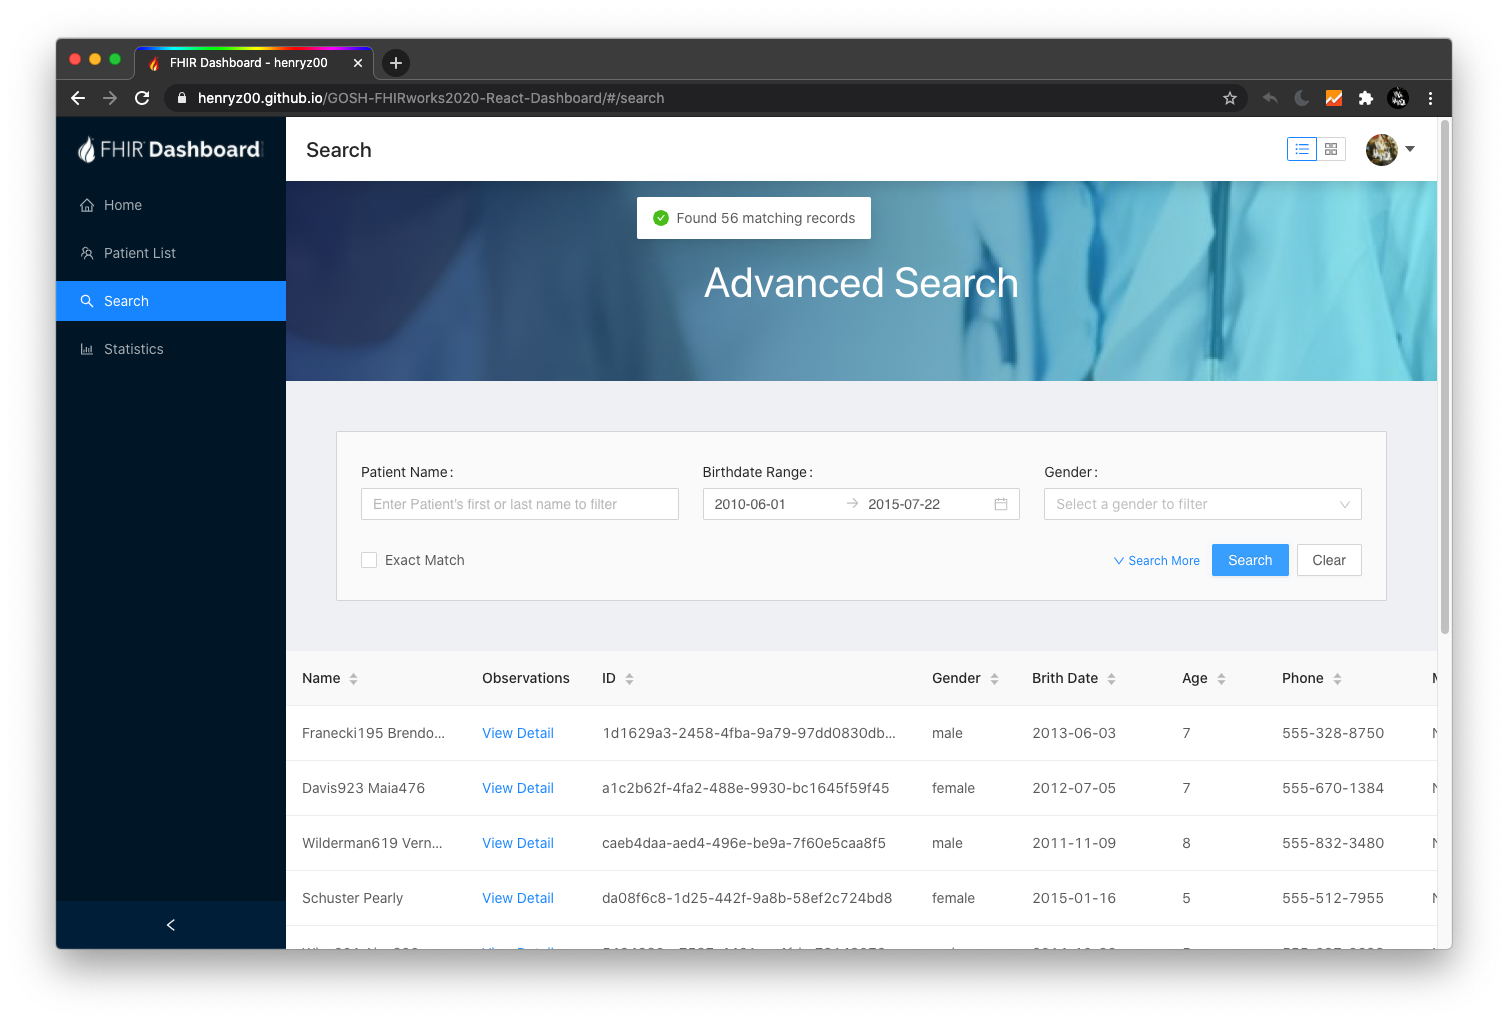 FHIR Dashboard - henryz00
henryz00.github.io/GOSH-FHIRworks2020-React-Dashboard/#/search
FHIR Dashboard
Search
Home
Patient List
Search
Statistics
Found 56 matching records
Advanced Search
Patient Name: Birthdate Range: Gender:
Enter Patient's first or last name to filter 2010-06-01 2015-07-22 Select a gender to filter
Exact Match Search More Search Clear
Name Observations ID Gender Brith Date Age Phone
Franecki195 Brendo... View Detail 1d1629a3-2458-4fba-9a79-97dd0830db... male 2013-06-03 7 555-328-8750
Davis923 Maia476 View Detail a1c2b62f-4fa2-488e-9930-bc1645f59f45 female 2012-07-05 7 555-670-1384
Wilderman619 Vern... View Detail caeb4daa-aed4-496e-be9a-7f60e5caa8f5 male 2011-11-09 8 555-832-3480
Schuster Pearly View Detail da08f6c8-1d25-442f-9a8b-58ef2c724bd8 female 2015-01-16 5 555-512-7955